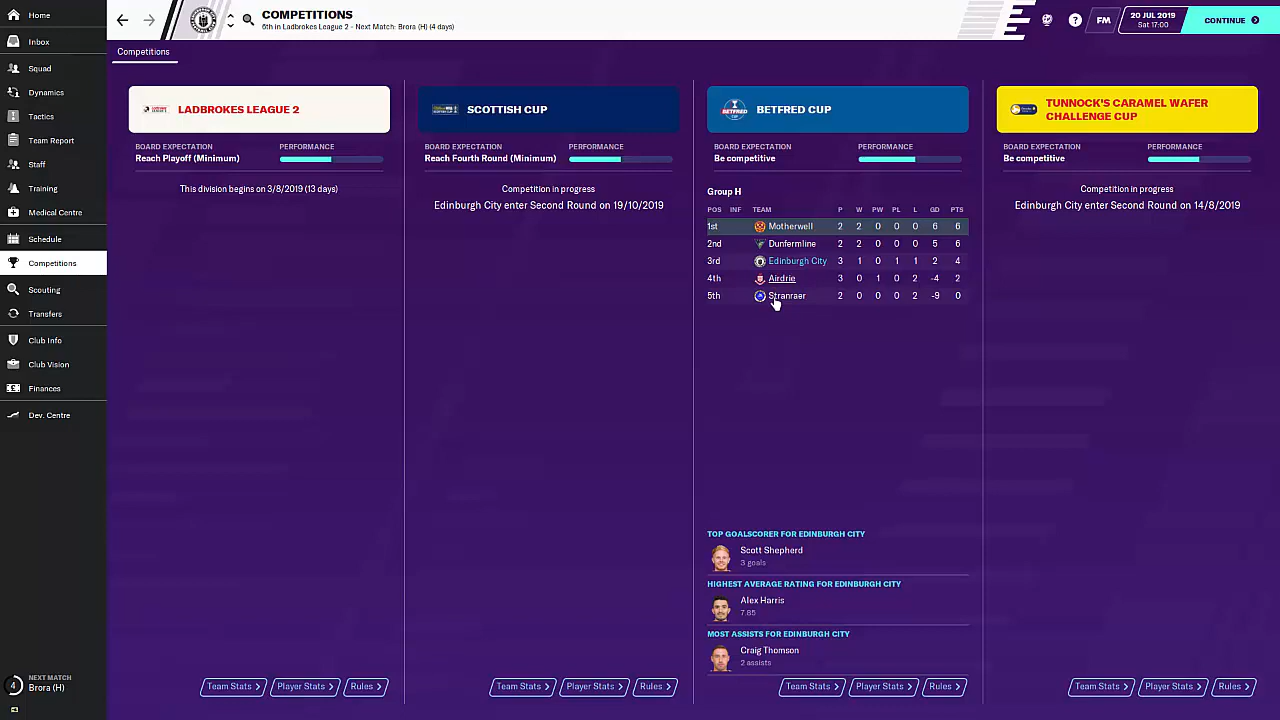 COMPETITIONS
6th in Ladbrokes League 2 - Next Match: Brora (H) (4 days)
FM
20 JUL 2019
Sat 17:00
CONTINUE
Inbox
Squad
Dynamics
Tactics
Team Report
Staff
Training
Medical Centre
Schedule
Competitions
Scouting
Transfers
Club Info
Club Vision
Finances
Dev. Centre
4
Brora (H)
Competitions
LADBROKES LEAGUE 2
BOARD EXPECTATION PERFORMANCE
Reach Playoff (Minimum)
This division begins on 3/8/2019 (13 days)
Team Stats Player Stats Rules
SCOTTISH CUP
BOARD EXPECTATION PERFORMANCE
Reach Fourth Round (Minimum)
Competition in progress
Edinburgh City enter Second Round on 19/10/2019
Team Stats Player Stats Rules
BETFRED CUP
BOARD EXPECTATION PERFORMANCE
Be competitive
Group H
POS INF TEAM P W PW PL L GD PTS
1st Motherwell 2 2 0 0 0 6 6
2nd Dunfermline 2 2 0 0 0 5 6
3rd Edinburgh City 3 1 0 1 1 2 4
4th Airdrie 3 0 1 0 2 -4 2
5th Stranraer 2 0 0 0 2 -9 0
TOP GOALSCORER FOR EDINBURGH CITY
Scott Shepherd
3 goals
HIGHEST AVERAGE RATING FOR EDINBURGH CITY
Alex Harris
7.85
MOST ASSISTS FOR EDINBURGH CITY
Craig Thomson
2 assists
Team Stats Player Stats Rules
TUNNOCK'S CARAMEL WAFER
CHALLENGE CUP
BOARD EXPECTATION PERFORMANCE
Be competitive
Competition in progress
Edinburgh City enter Second Round on 14/8/2019
Team Stats Player Stats Rules